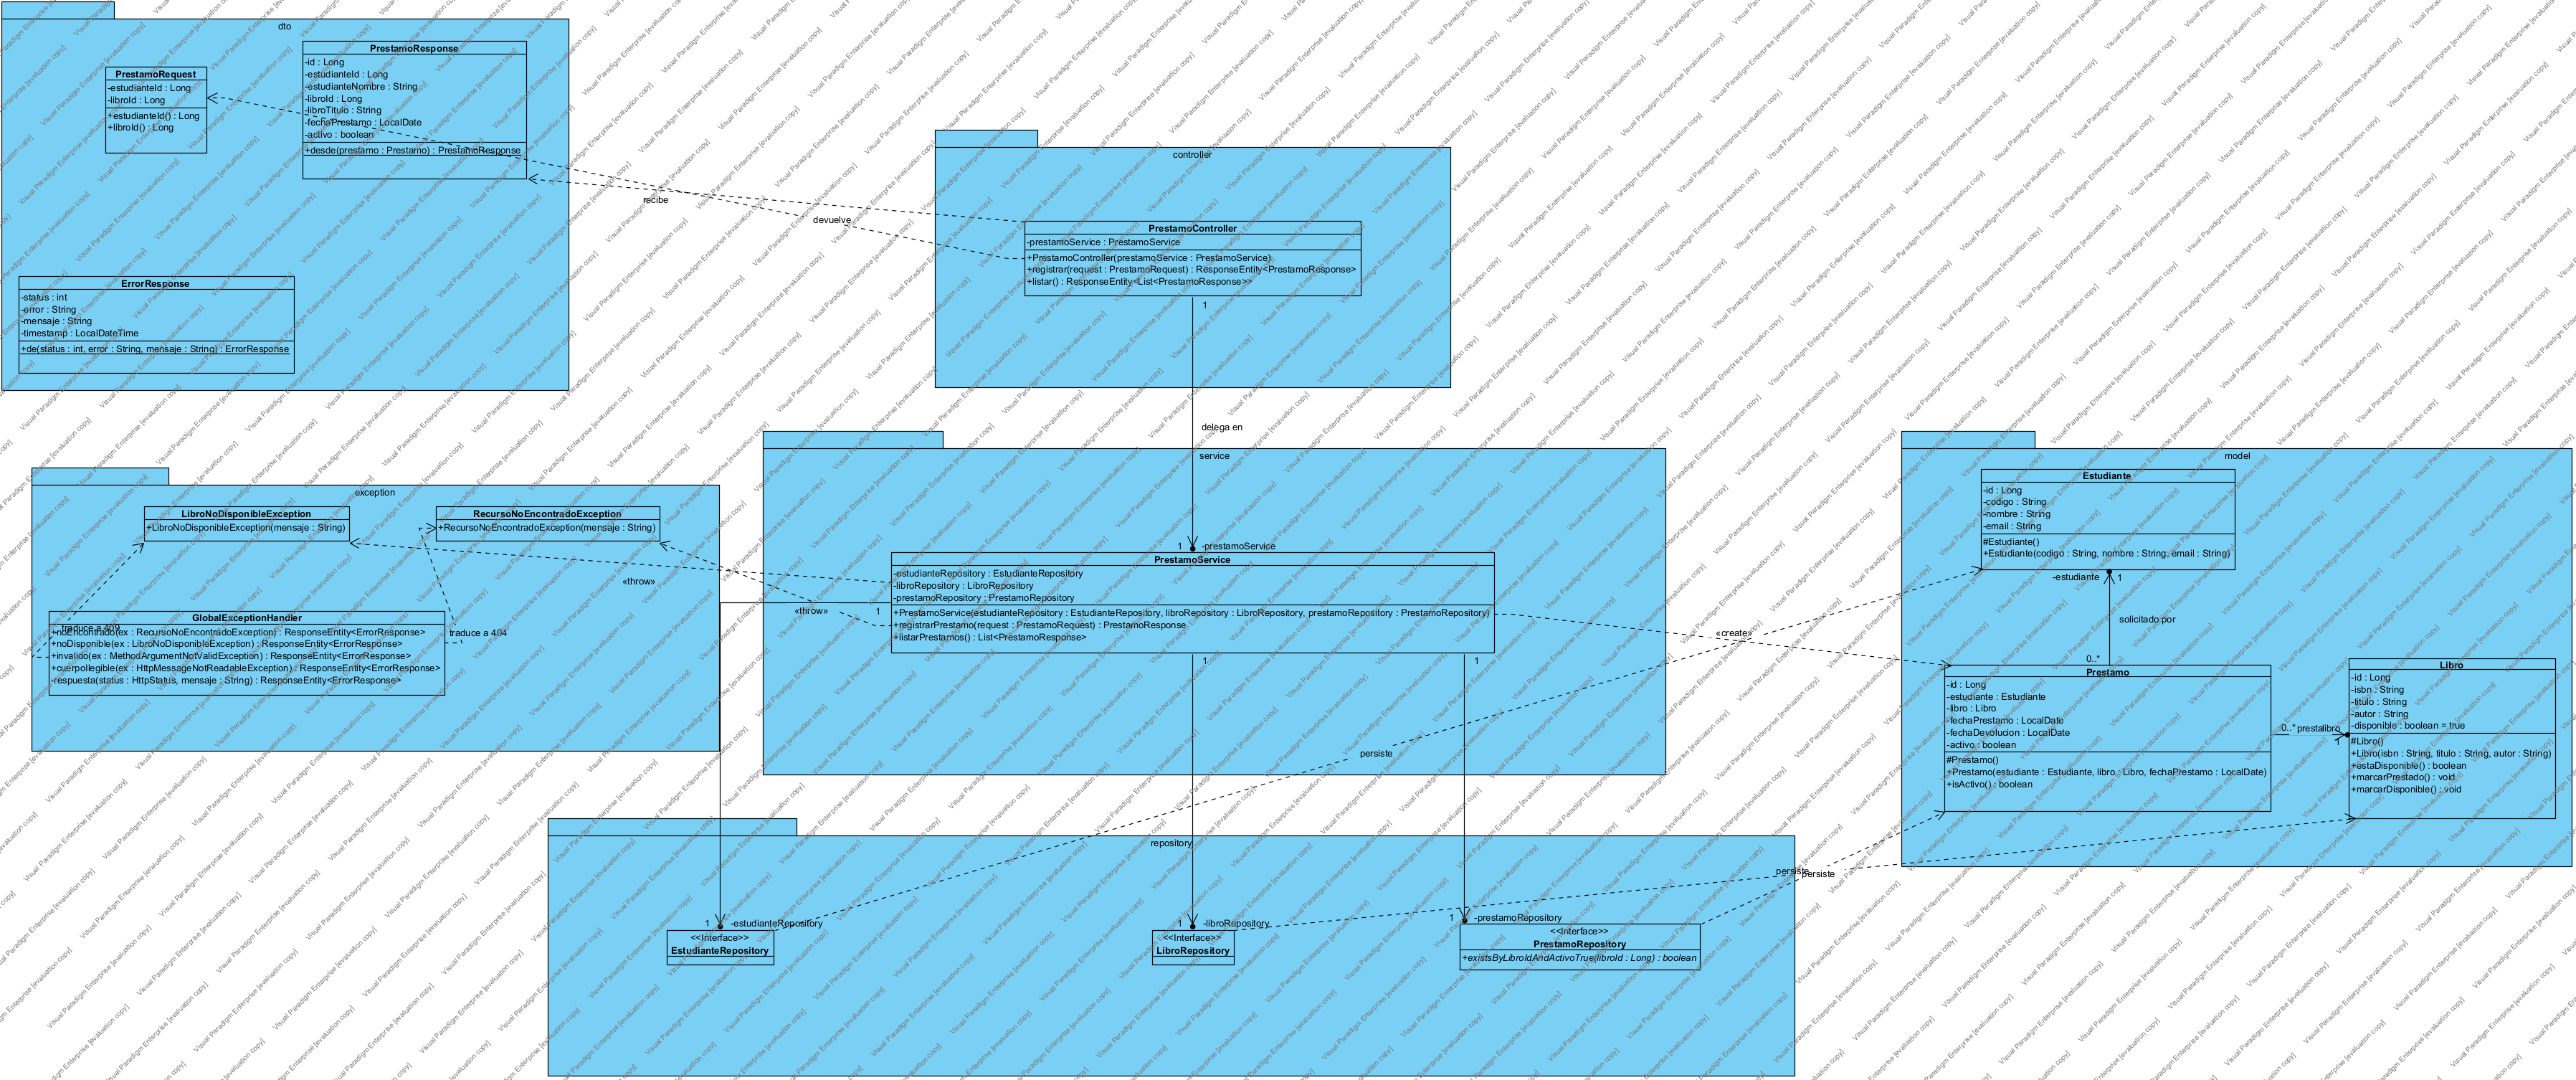 dto
PrestamoResponse
-id : Long
-estudianteId : Long
-estudianteNombre : String
-libroId : Long
-libroTitulo : String
-fechaPrestamo : LocalDate
-activo : boolean
+desde(prestamo : Prestamo) : PrestamoResponse
PrestamoRequest
-estudianteId : Long
-libroId : Long
+estudianteId() : Long
+libroId() : Long
ErrorResponse
-status : int
-error : String
-mensaje : String
-timestamp : LocalDateTime
+de(status : int, error : String, mensaje : String) : ErrorResponse
recibe
devuelve
controller
PrestamoController
-prestamoService : PrestamoService
+PrestamoController(prestamoService : PrestamoService)
+registrar(request : PrestamoRequest) : ResponseEntity<PrestamoResponse>
+listar() : ResponseEntity<List<PrestamoResponse>>
1
delega en
exception
LibroNoDisponibleException
+LibroNoDisponibleException(mensaje : String)
RecursoNoEncontradoException
+RecursoNoEncontradoException(mensaje : String)
GlobalExceptionHandler
+noEncontrado(ex : RecursoNoEncontradoException) : ResponseEntity<ErrorResponse>
+noDisponible(ex : LibroNoDisponibleException) : ResponseEntity<ErrorResponse>
+invalido(ex : MethodArgumentNotValidException) : ResponseEntity<ErrorResponse>
+cuerpoIlegible(ex : HttpMessageNotReadableException) : ResponseEntity<ErrorResponse>
-respuesta(status : HttpStatus, mensaje : String) : ResponseEntity<ErrorResponse>
traduce a 409
traduce a 404
«throw»
«throw»
service
1
-prestamoService
PrestamoService
-estudianteRepository : EstudianteRepository
-libroRepository : LibroRepository
-prestamoRepository : PrestamoRepository
+PrestamoService(estudianteRepository : EstudianteRepository, libroRepository : LibroRepository, prestamoRepository : PrestamoRepository)
+registrarPrestamo(request : PrestamoRequest) : PrestamoResponse
+listarPrestamos() : List<PrestamoResponse>
1
1
1
«create»
persiste
model
Estudiante
-id : Long
-codigo : String
-nombre : String
-email : String
#Estudiante()
+Estudiante(codigo : String, nombre : String, email : String)
-estudiante
1
solicitado por
0..*
Prestamo
-id : Long
-estudiante : Estudiante
-libro : Libro
-fechaPrestamo : LocalDate
-fechaDevolucion : LocalDate
-activo : boolean
#Prestamo()
+Prestamo(estudiante : Estudiante, libro : Libro, fechaPrestamo : LocalDate)
+isActivo() : boolean
0..*
presta
-libro
1
Libro
-id : Long
-isbn : String
-titulo : String
-autor : String
-disponible : boolean = true
#Libro()
+Libro(isbn : String, titulo : String, autor : String)
+estaDisponible() : boolean
+marcarPrestado() : void
+marcarDisponible() : void
persiste
persiste
repository
1
-estudianteRepository
<<Interface>>
EstudianteRepository
1
-libroRepository
<<Interface>>
LibroRepository
1
-prestamoRepository
<<Interface>>
PrestamoRepository
+existsByLibroIdAndActivoTrue(libroId : Long) : boolean
Visual Paradigm Enterprise [evaluation copy]